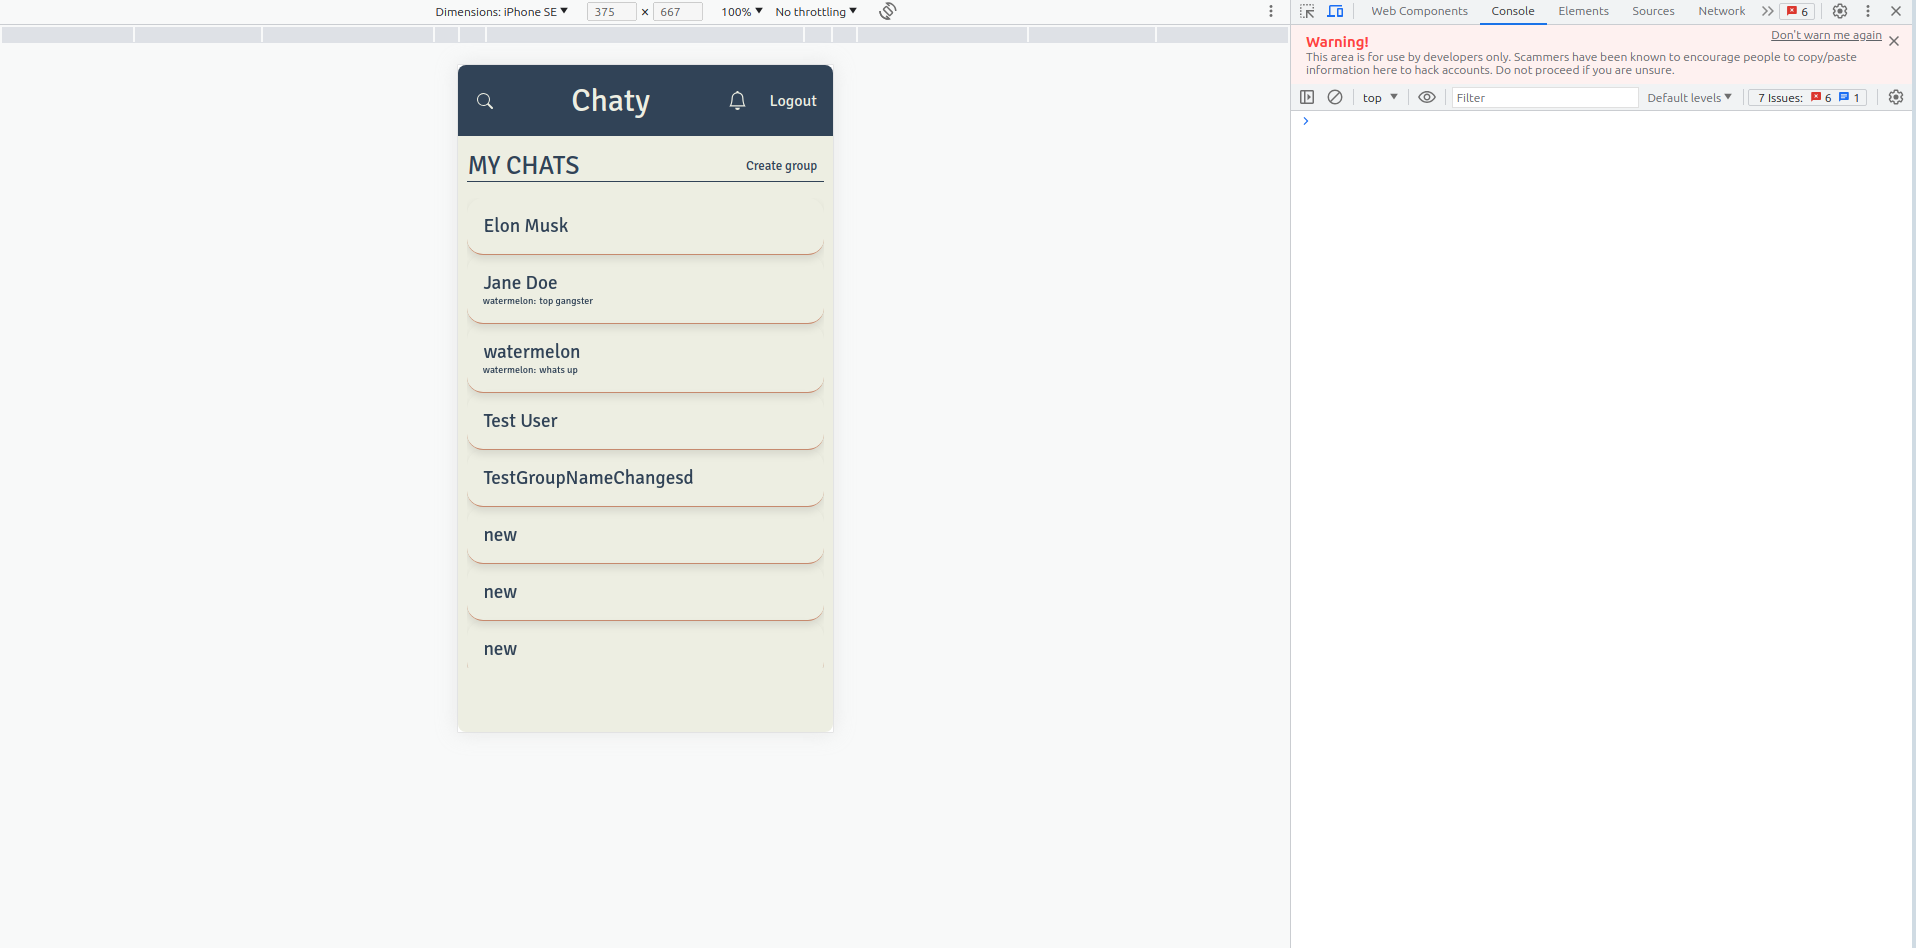 Dimensions: iPhone SE 375 × 667 100% No throttling
Web Components Console Elements Sources Network 6
Warning!
Don't warn me again
This area is for use by developers only. Scammers have been known to encourage people to copy/paste
information here to hack accounts. Do not proceed if you are unsure.
top Filter Default levels 7 Issues: 6 1
Chaty Logout
MY CHATS Create group
Elon Musk
Jane Doe
watermelon: top gangster
watermelon
watermelon: whats up
Test User
TestGroupNameChangesd
new
new
new